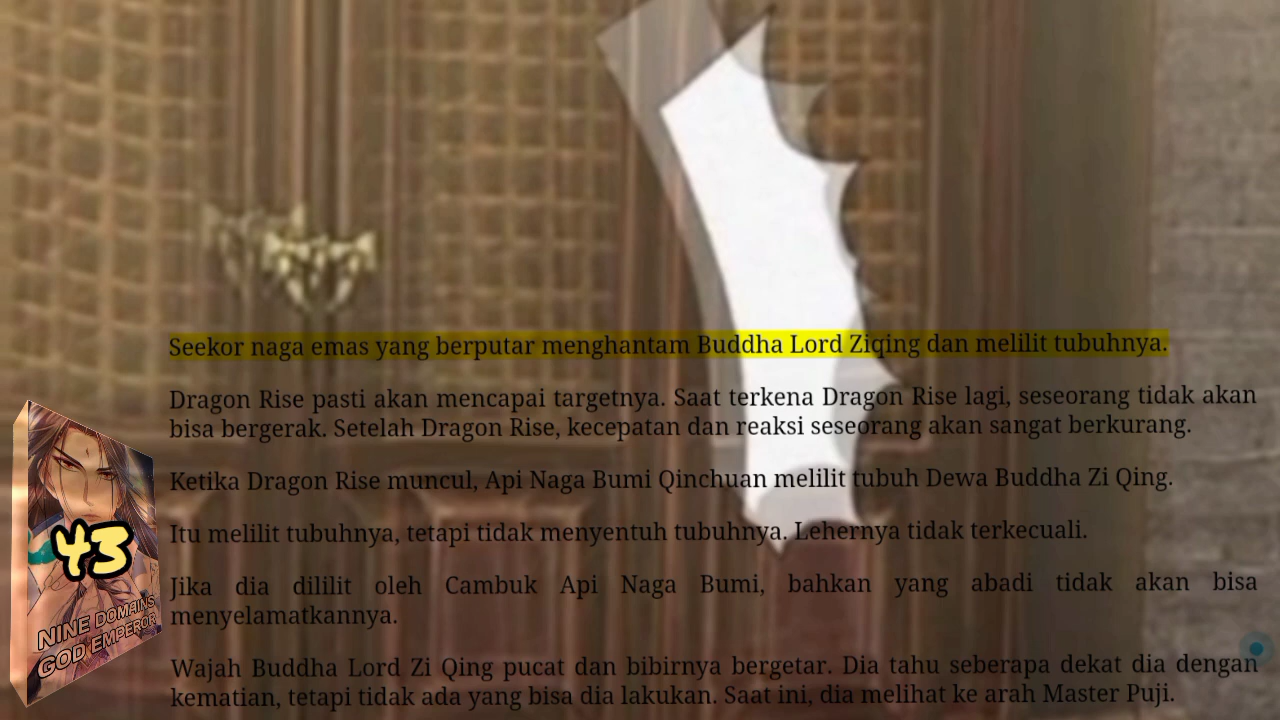 Seekor naga emas yang berputar menghantam Buddha Lord Ziqing dan melilit tubuhnya.
Dragon Rise pasti akan mencapai targetnya. Saat terkena Dragon Rise lagi, seseorang tidak akan
bisa bergerak. Setelah Dragon Rise, kecepatan dan reaksi seseorang akan sangat berkurang.
Ketika Dragon Rise muncul, Api Naga Bumi Qinchuan melilit tubuh Dewa Buddha Zi Qing.
Itu melilit tubuhnya, tetapi tidak menyentuh tubuhnya. Lehernya tidak terkecuali.
Jika dia dililit oleh Cambuk Api Naga Bumi, bahkan yang abadi tidak akan bisa
menyelamatkannya.
Wajah Buddha Lord Zi Qing pucat dan bibirnya bergetar. Dia tahu seberapa dekat dia dengan
kematian, tetapi tidak ada yang bisa dia lakukan. Saat ini, dia melihat ke arah Master Puji.
43
NINE DOMAINS
GOD EMPEROR